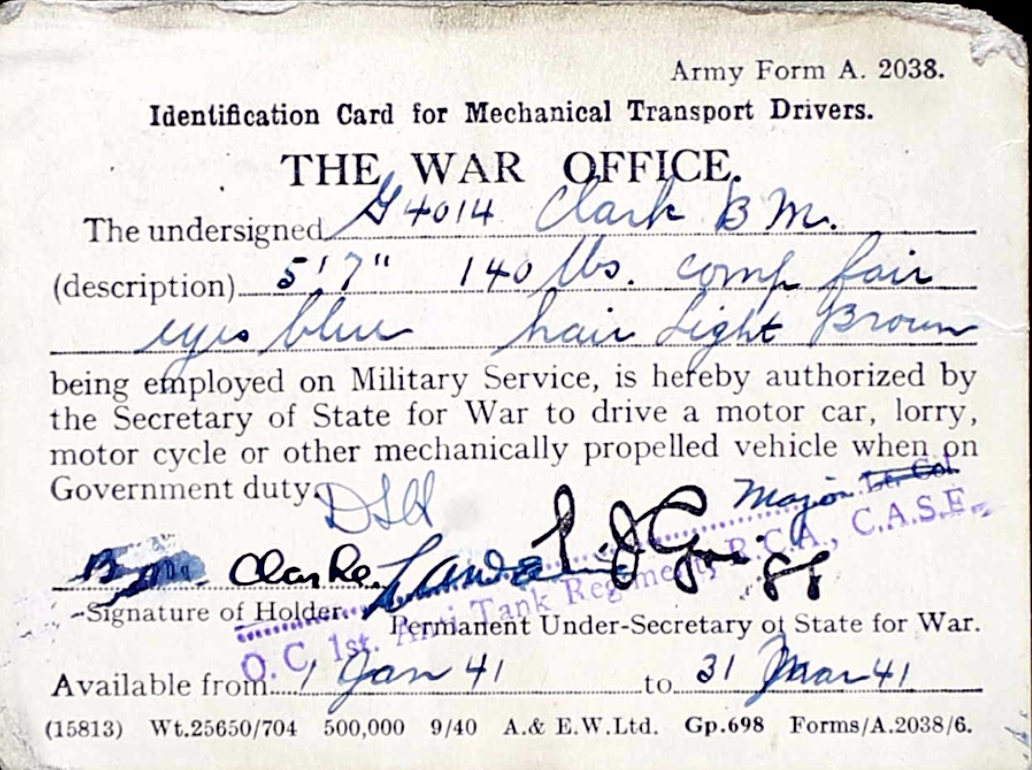 Army Form A. 2038.
Identification Card for Mechanical Transport Drivers.
THE WAR OFFICE.
The undersigned G4014 Clark B M.
(description) 5'7" 140 lbs. comp fair
eyes blue hair Light Brown
being employed on Military Service, is hereby authorized by
the Secretary of State for War to drive a motor car, lorry,
motor cycle or other mechanically propelled vehicle when on
Government duty.
Major Lt. Col.
B M Clarke.
O. C. 1st. Anti Tank Regiment, R.C.A., C.A.S.F.
Signature of Holder.
Permanent Under-Secretary of State for War.
Available from 1 Jan 41 to 31 Mar 41
(15813) Wt.25650/704 500,000 9/40 A.& E.W.Ltd. Gp.698 Forms/A.2038/6.